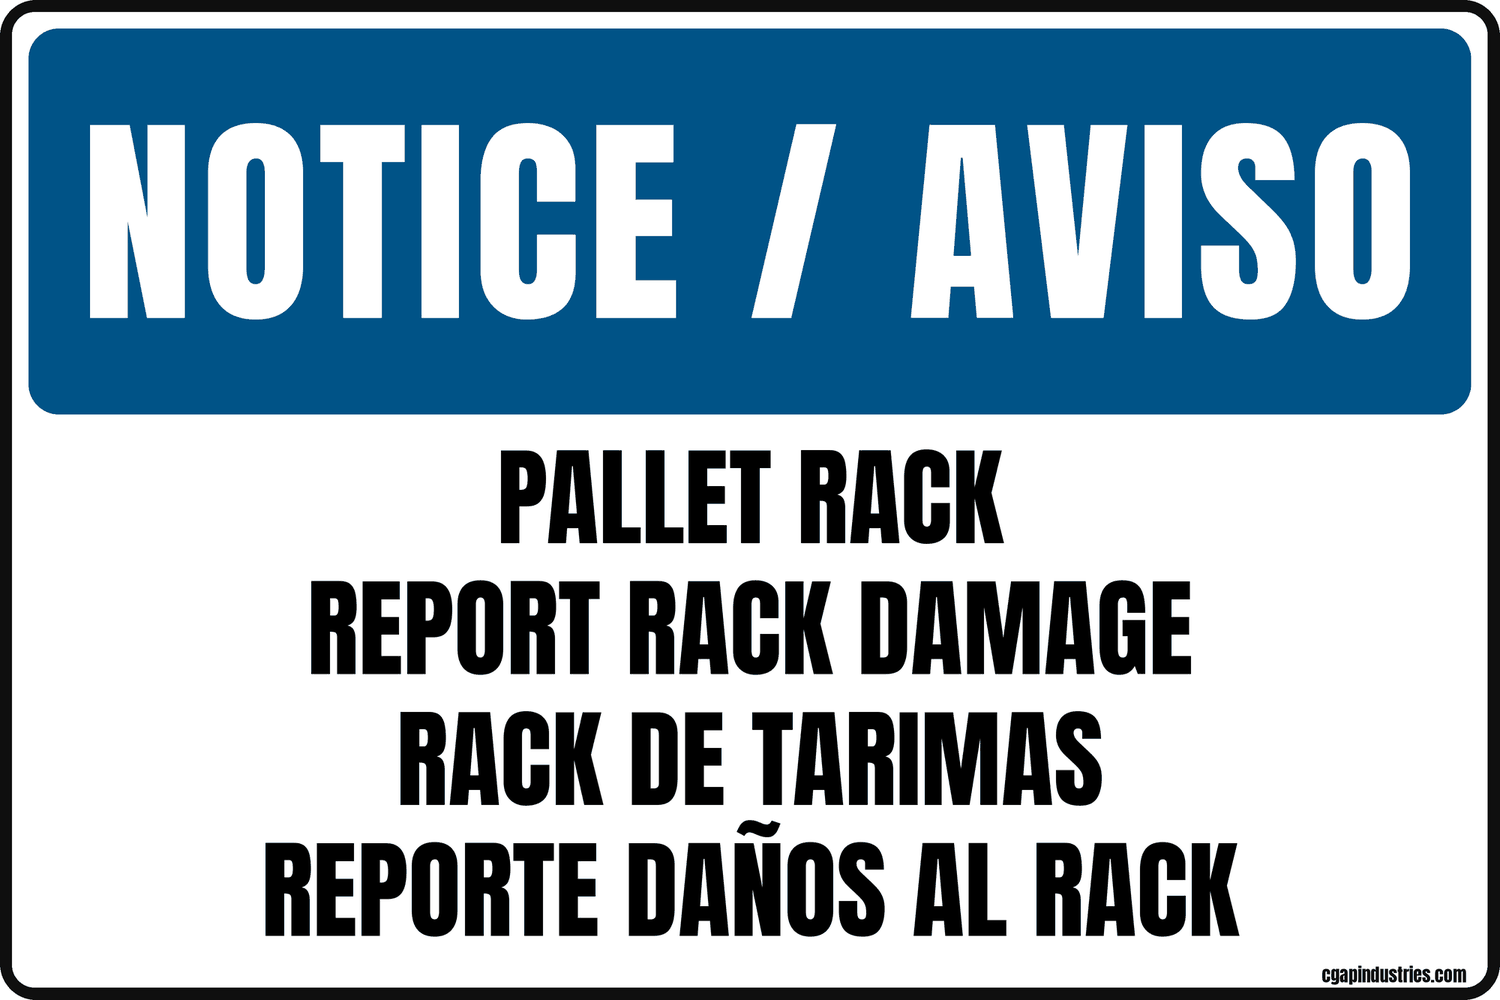 NOTICE / AVISO
PALLET RACK
REPORT RACK DAMAGE
RACK DE TARIMAS
REPORTE DAÑOS AL RACK
cgapindustries.com